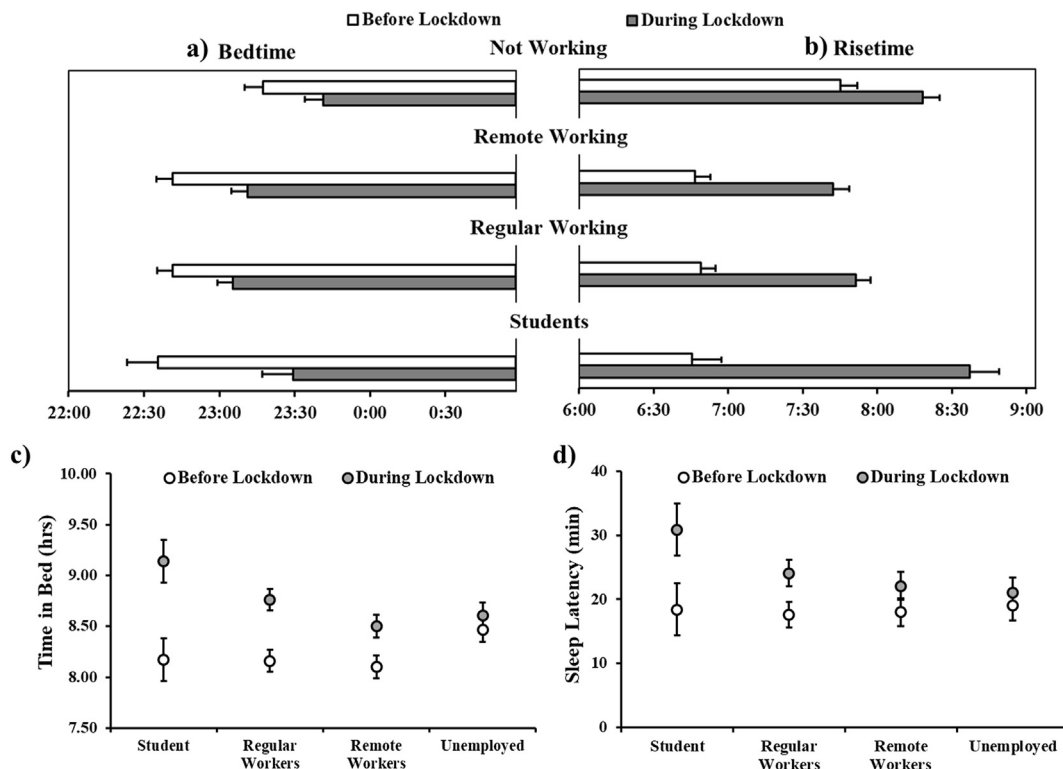 Before Lockdown During Lockdown
a) Bedtime Not Working b) Risetime
Remote Working
Regular Working
Students
22:00 22:30 23:00 23:30 0:00 0:30 6:00 6:30 7:00 7:30 8:00 8:30 9:00
c)
Before Lockdown During Lockdown
Time in Bed (hrs)
10.00
9.50
9.00
8.50
8.00
7.50
Student Regular Workers Remote Workers Unemployed
d)
Before Lockdown During Lockdown
Sleep Latency (min)
40
30
20
10
0
Student Regular Workers Remote Workers Unemployed